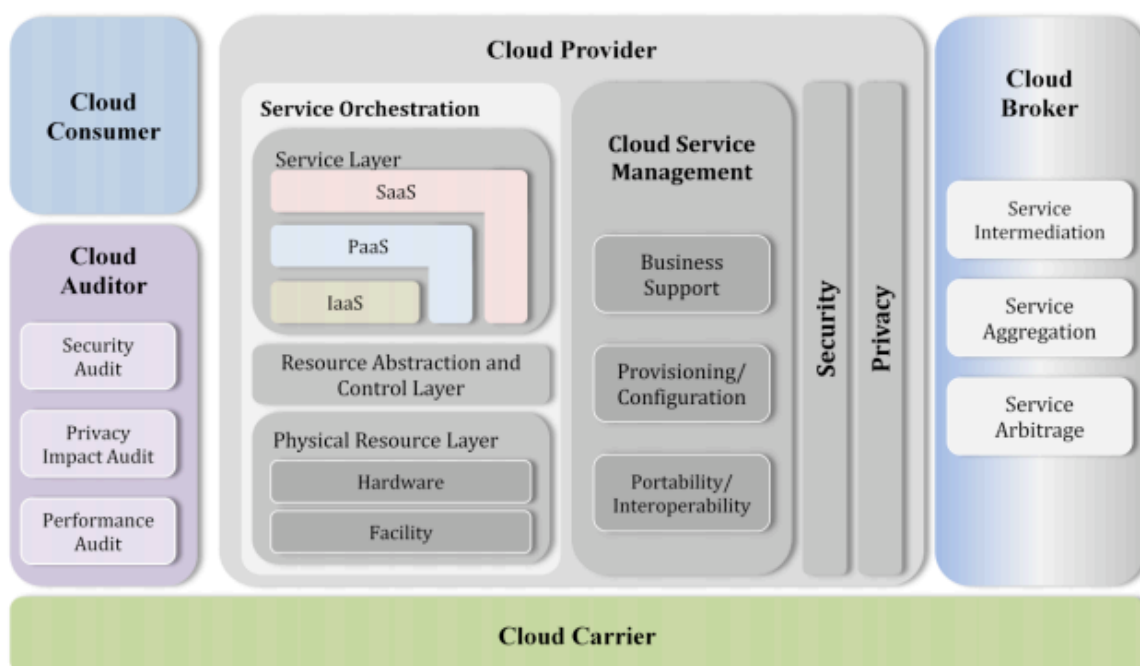 Cloud
Consumer
Cloud
Auditor
Security
Audit
Privacy
Impact Audit
Performance
Audit
Cloud Provider
Service Orchestration
Service Layer
SaaS
PaaS
IaaS
Resource Abstraction and
Control Layer
Physical Resource Layer
Hardware
Facility
Cloud Service
Management
Business
Support
Provisioning/
Configuration
Portability/
Interoperability
Security
Privacy
Cloud
Broker
Service
Intermediation
Service
Aggregation
Service
Arbitrage
Cloud Carrier